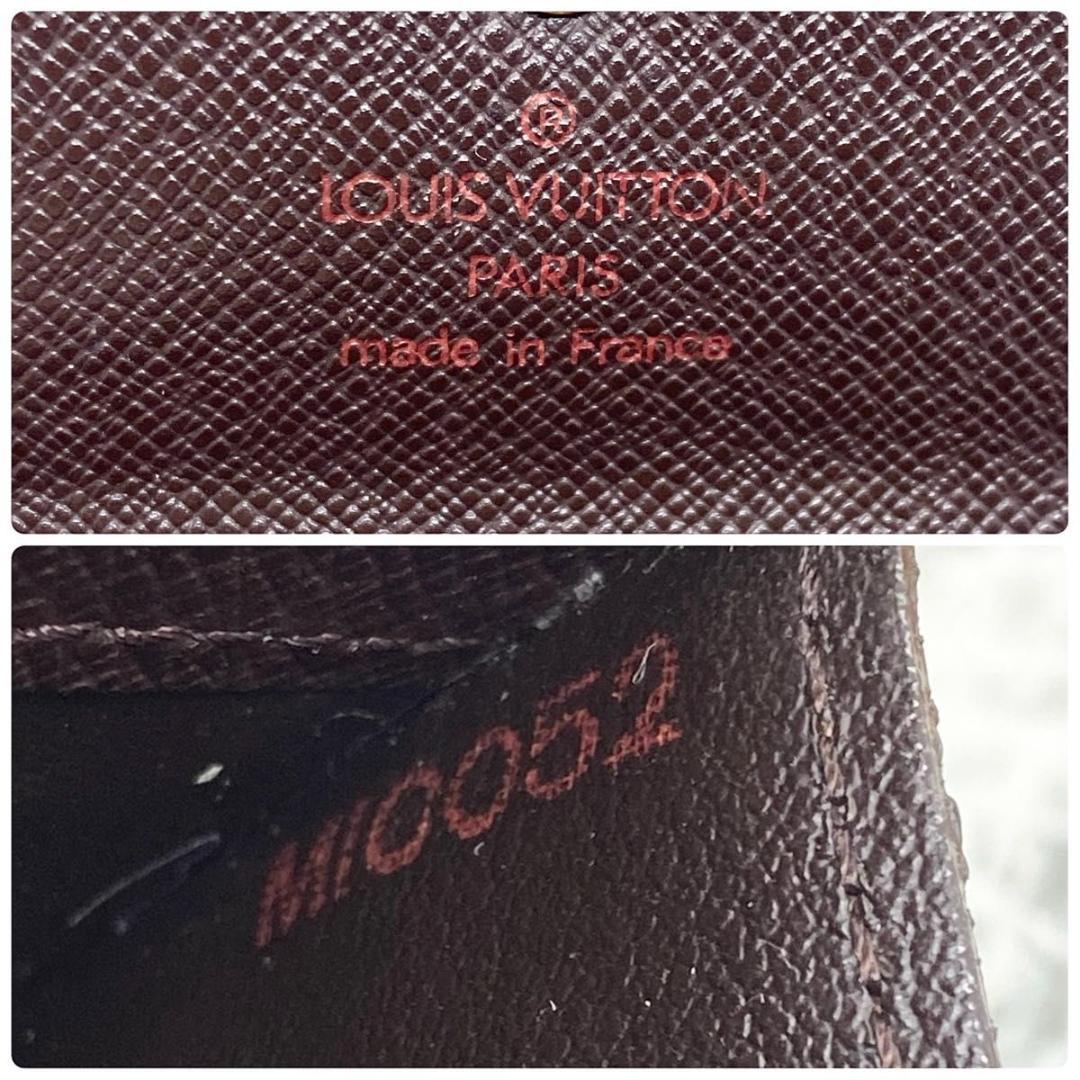 ®
LOUIS VUITTON
PARIS
made in France
MI0052